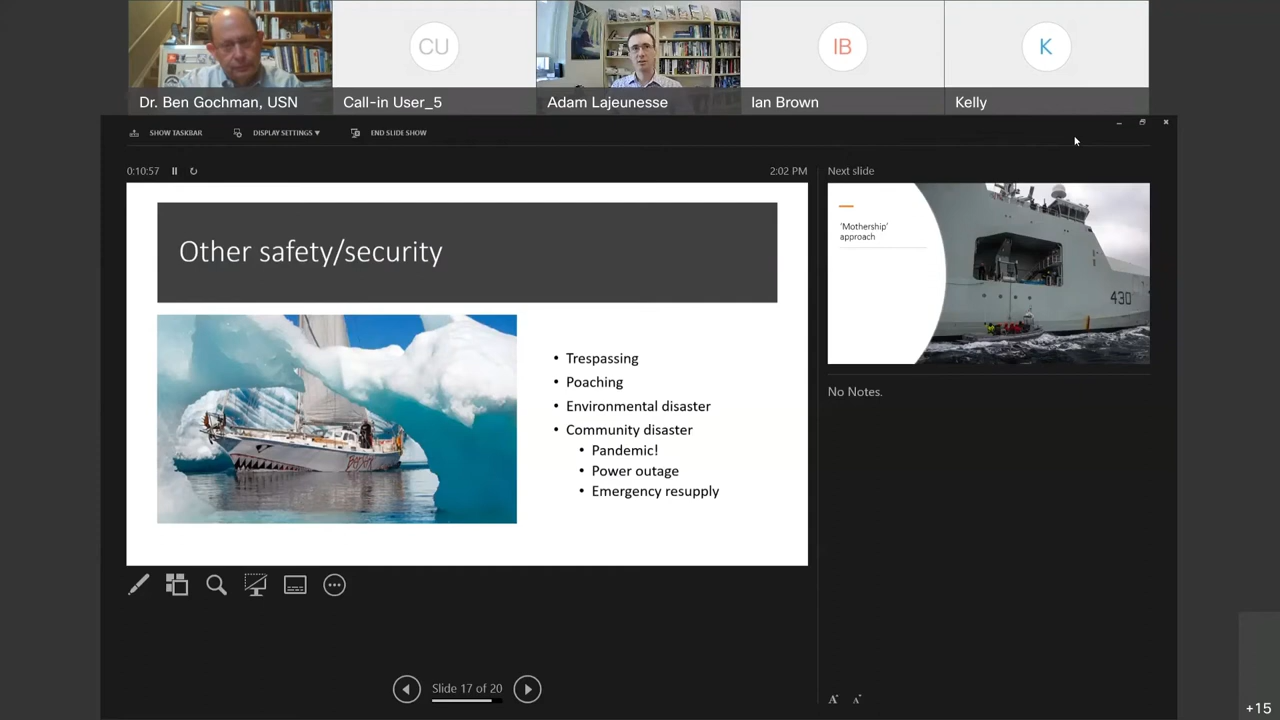 CU
IB
K
Dr. Ben Gochman, USN
Call-in User_5
Adam Lajeunesse
Ian Brown
Kelly
SHOW TASKBAR
DISPLAY SETTINGS ▾
END SLIDE SHOW
0:10:57
2:02 PM
Next slide
Other safety/security
• Trespassing
• Poaching
• Environmental disaster
• Community disaster
• Pandemic!
• Power outage
• Emergency resupply
'Mothership'
approach
430
No Notes.
Slide 17 of 20
A A
+15